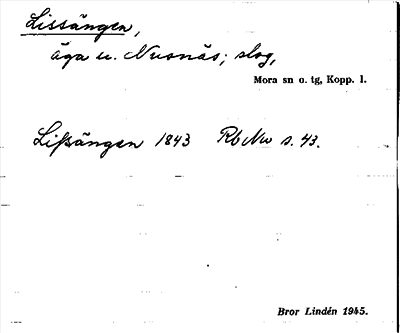 Lissängen,
äga u. Nusnäs; slog,
Mora sn o. tg, Kopp. l.
Lissängen 1843 Rb Nw s. 43.
Bror Lindén 1945.